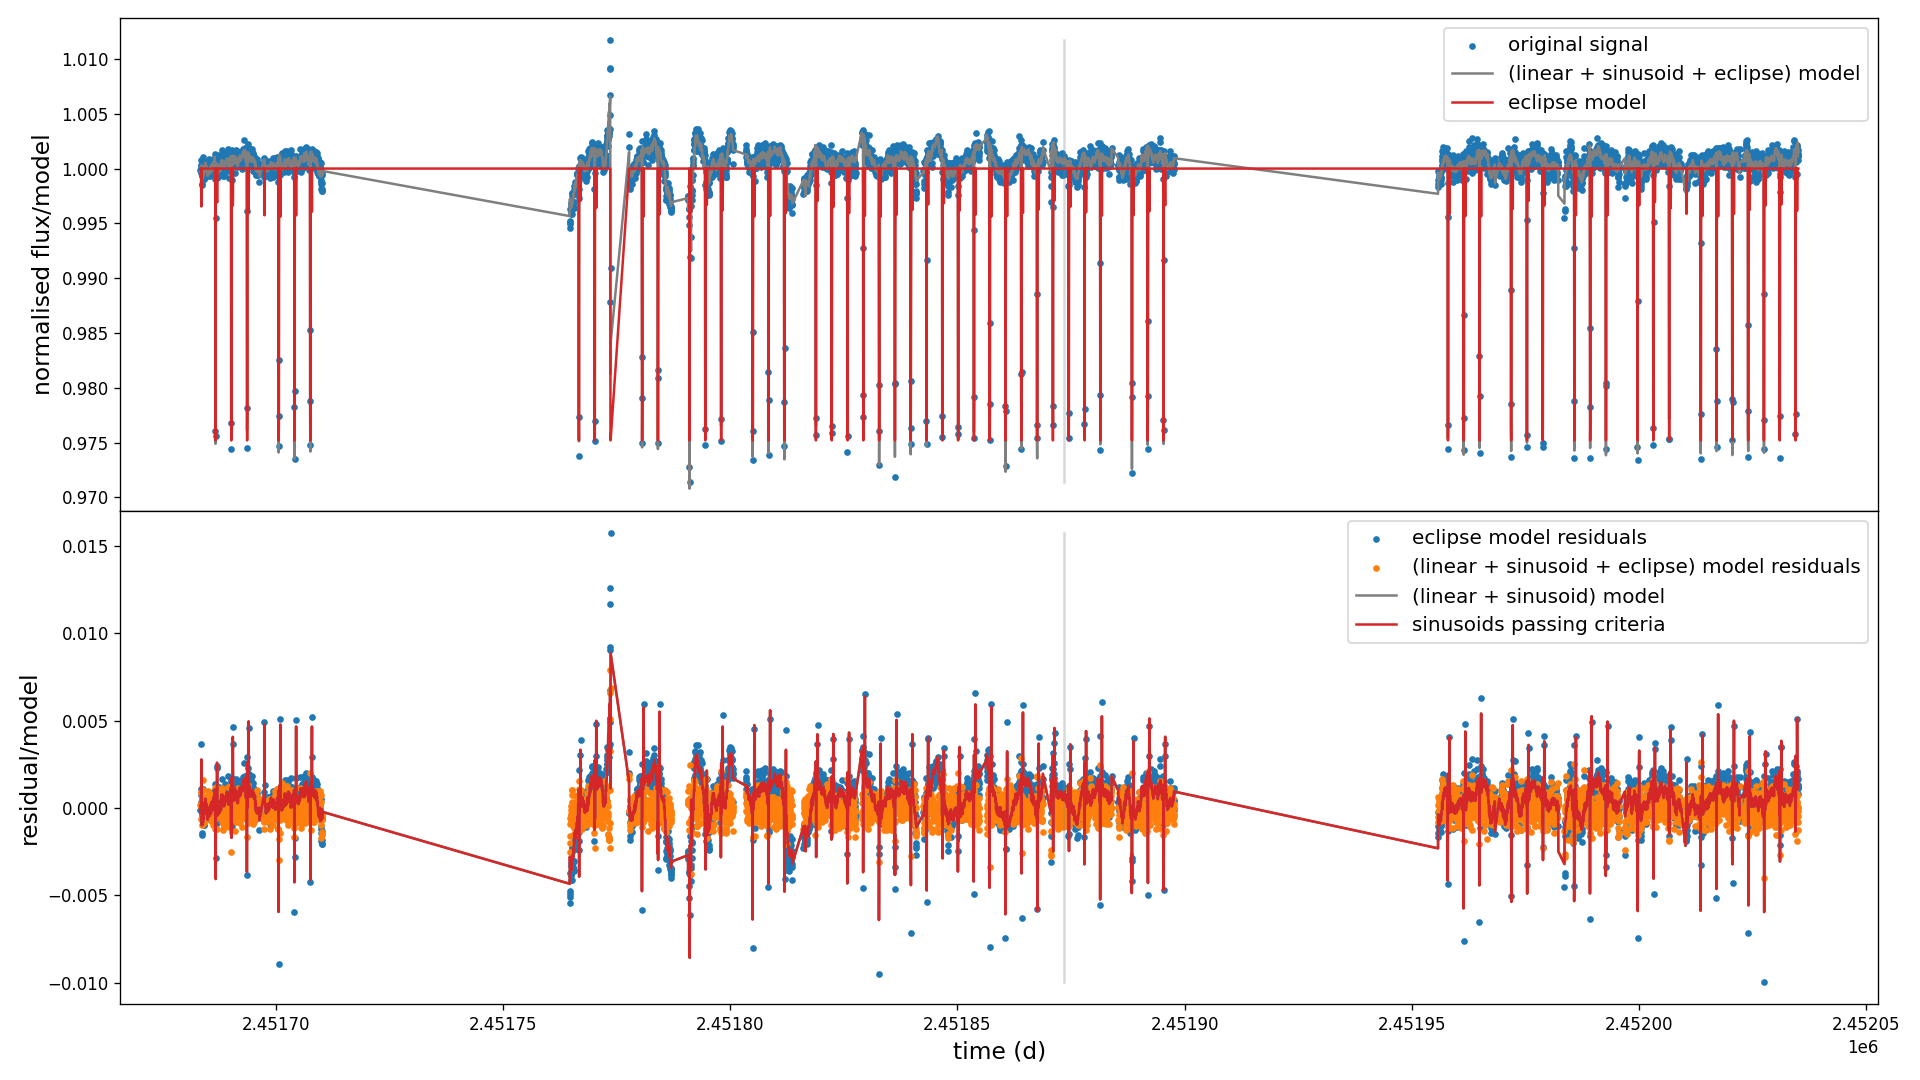 original signal
(linear + sinusoid + eclipse) model
eclipse model
1.010
1.005
1.000
0.995
0.990
0.985
0.980
0.975
0.970
normalised flux/model
eclipse model residuals
(linear + sinusoid + eclipse) model residuals
(linear + sinusoid) model
sinusoids passing criteria
0.015
0.010
0.005
0.000
−0.005
−0.010
residual/model
2.45170 2.45175 2.45180 2.45185 2.45190 2.45195 2.45200 2.45205
1e6
time (d)